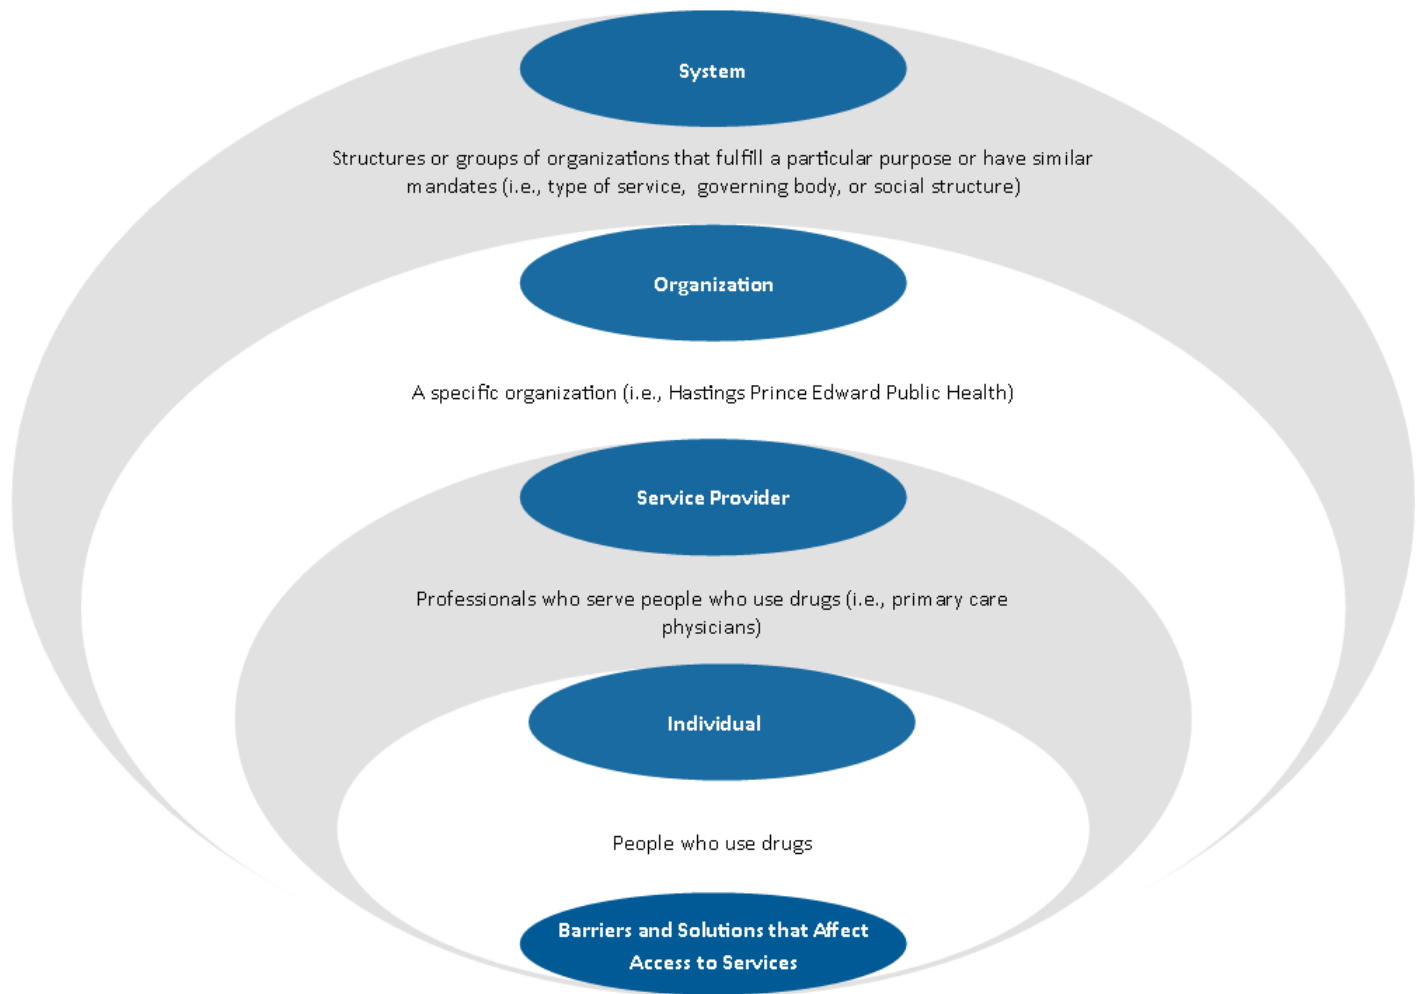 System
Structures or groups of organizations that fulfill a particular purpose or have similar
mandates (i.e., type of service, governing body, or social structure)
Organization
A specific organization (i.e., Hastings Prince Edward Public Health)
Service Provider
Professionals who serve people who use drugs (i.e., primary care
physicians)
Individual
People who use drugs
Barriers and Solutions that Affect
Access to Services